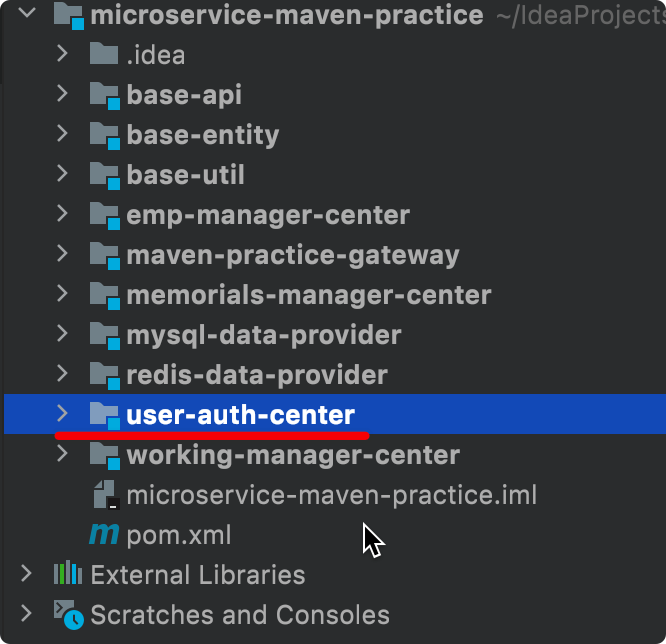 microservice-maven-practice ~/IdeaProjects
.idea
base-api
base-entity
base-util
emp-manager-center
maven-practice-gateway
memorials-manager-center
mysql-data-provider
redis-data-provider
user-auth-center
working-manager-center
microservice-maven-practice.iml
m pom.xml
External Libraries
Scratches and Consoles